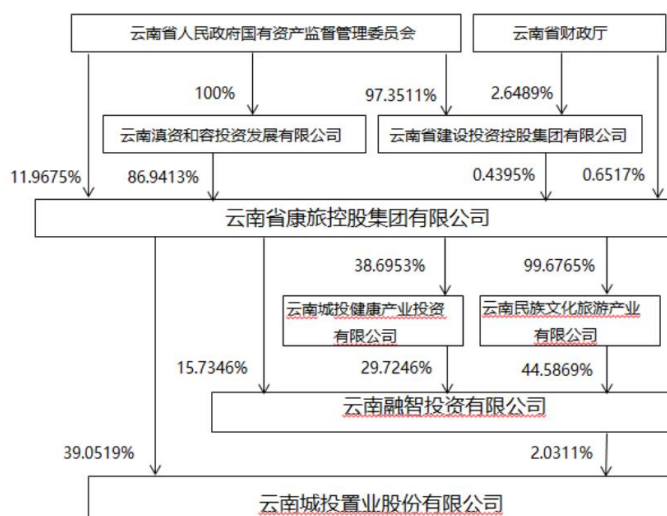 云南省人民政府国有资产监督管理委员会
云南省财政厅
100%
97.3511%
2.6489%
云南滇资和容投资发展有限公司
云南省建设投资控股集团有限公司
11.9675%
86.9413%
0.4395%
0.6517%
云南省康旅控股集团有限公司
38.6953%
99.6765%
云南城投健康产业投资
有限公司
云南民族文化旅游产业
有限公司
15.7346%
29.7246%
44.5869%
云南融智投资有限公司
39.0519%
2.0311%
云南城投置业股份有限公司